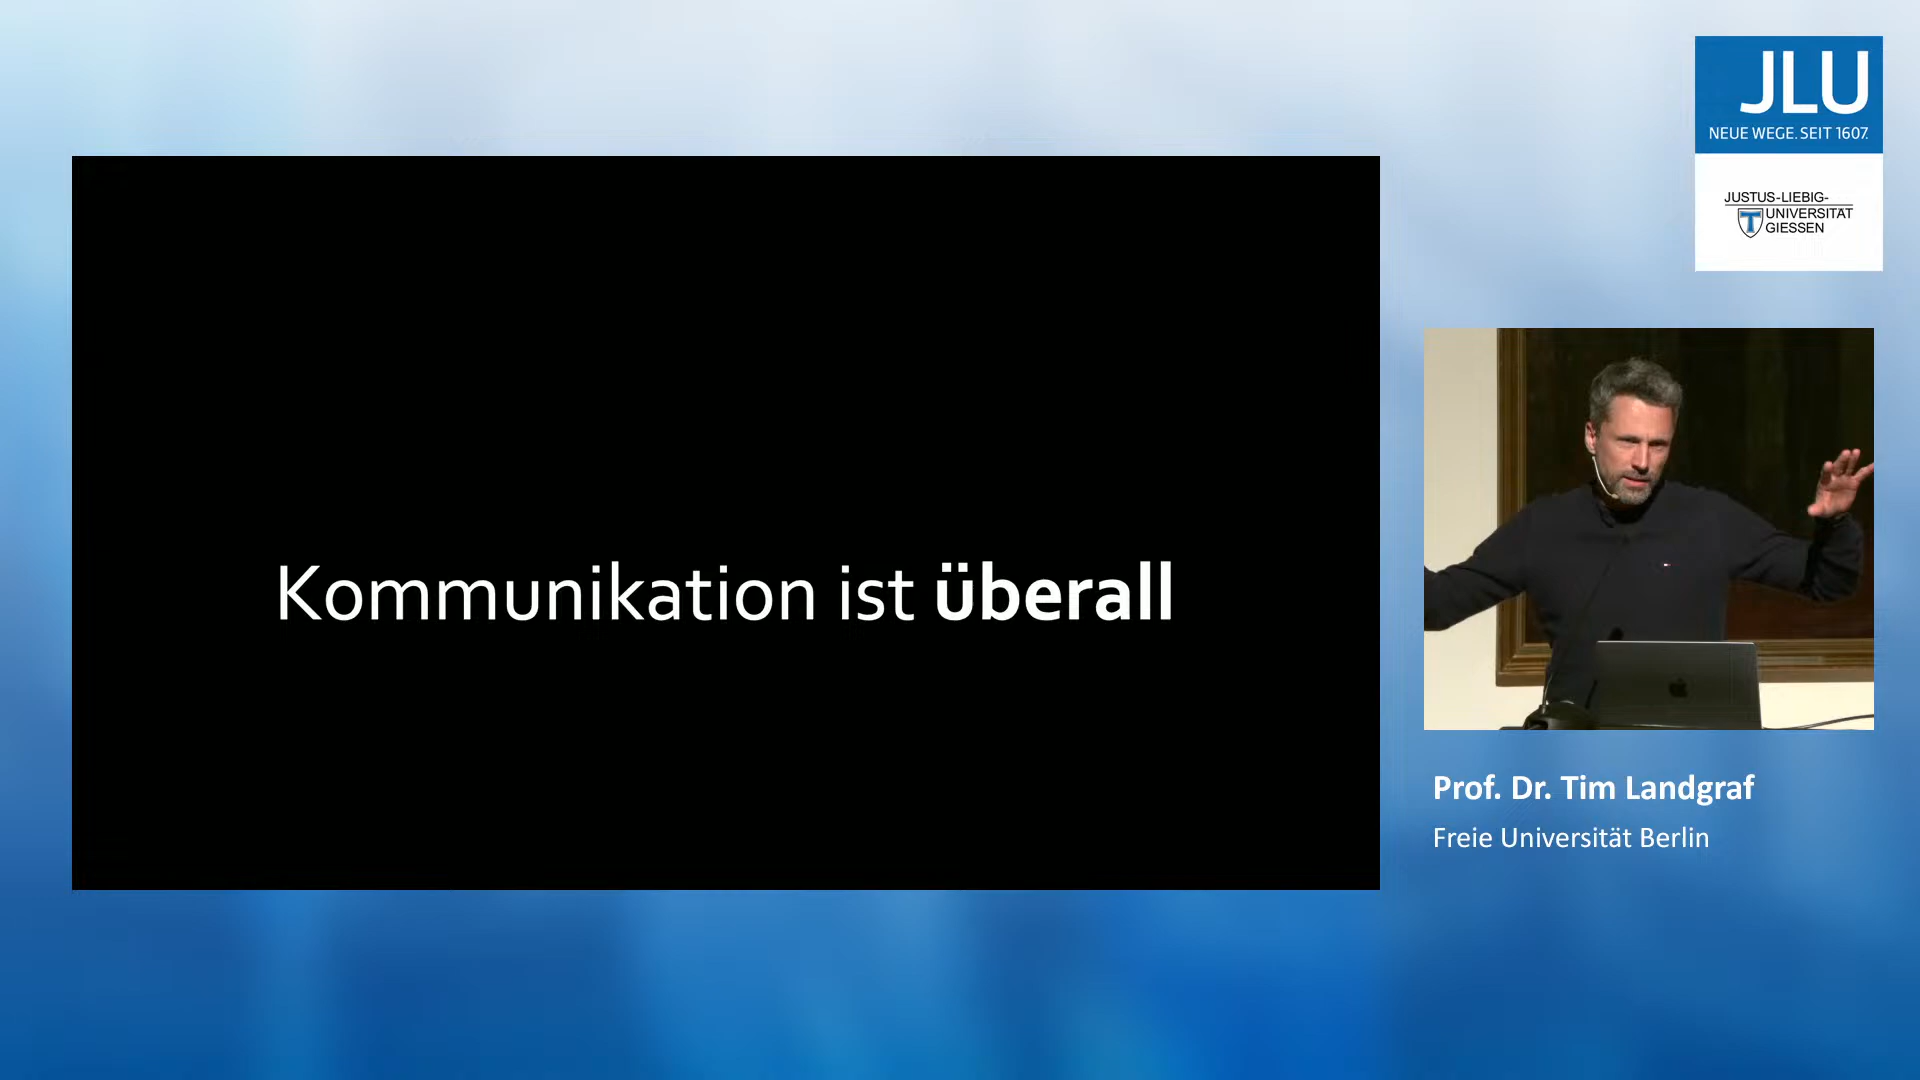 JLU
NEUE WEGE. SEIT 1607.
JUSTUS-LIEBIG-
UNIVERSITÄT
GIESSEN
Kommunikation ist überall
Prof. Dr. Tim Landgraf
Freie Universität Berlin